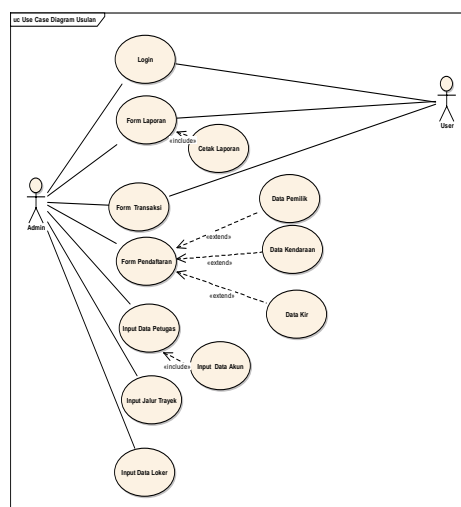 uc Use Case Diagram Usulan
Login
User
Form Laporan
«include»
Cetak Laporan
Admin
Form Transaksi
Data Pemilik
«extend»
Form Pendaftaran
«extend»
Data Kendaraan
«extend»
Data Kir
Input Data Petugas
«include»
Input Data Akun
Input Jalur Trayek
Input Data Loker